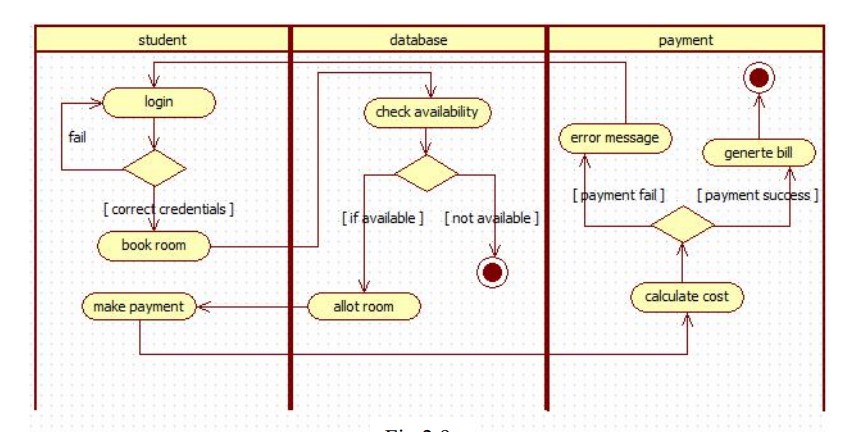 student
database
payment
login
check availability
fail
error message
generte bill
[ correct credentials ]
[ if available ]
[ not available ]
[ payment fail ]
[ payment success ]
book room
make payment
allot room
calculate cost